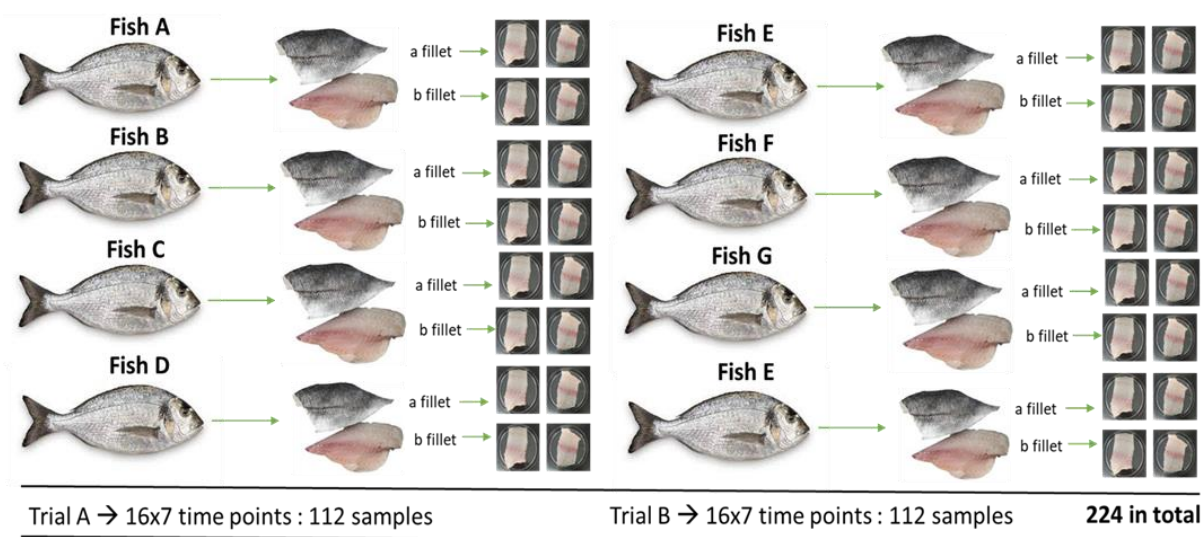 Fish A
a fillet
b fillet
Fish B
a fillet
b fillet
Fish C
a fillet
b fillet
Fish D
a fillet
b fillet
Fish E
a fillet
b fillet
Fish F
a fillet
b fillet
Fish G
a fillet
b fillet
Fish E
a fillet
b fillet
Trial A → 16x7 time points : 112 samples
Trial B → 16x7 time points : 112 samples
224 in total